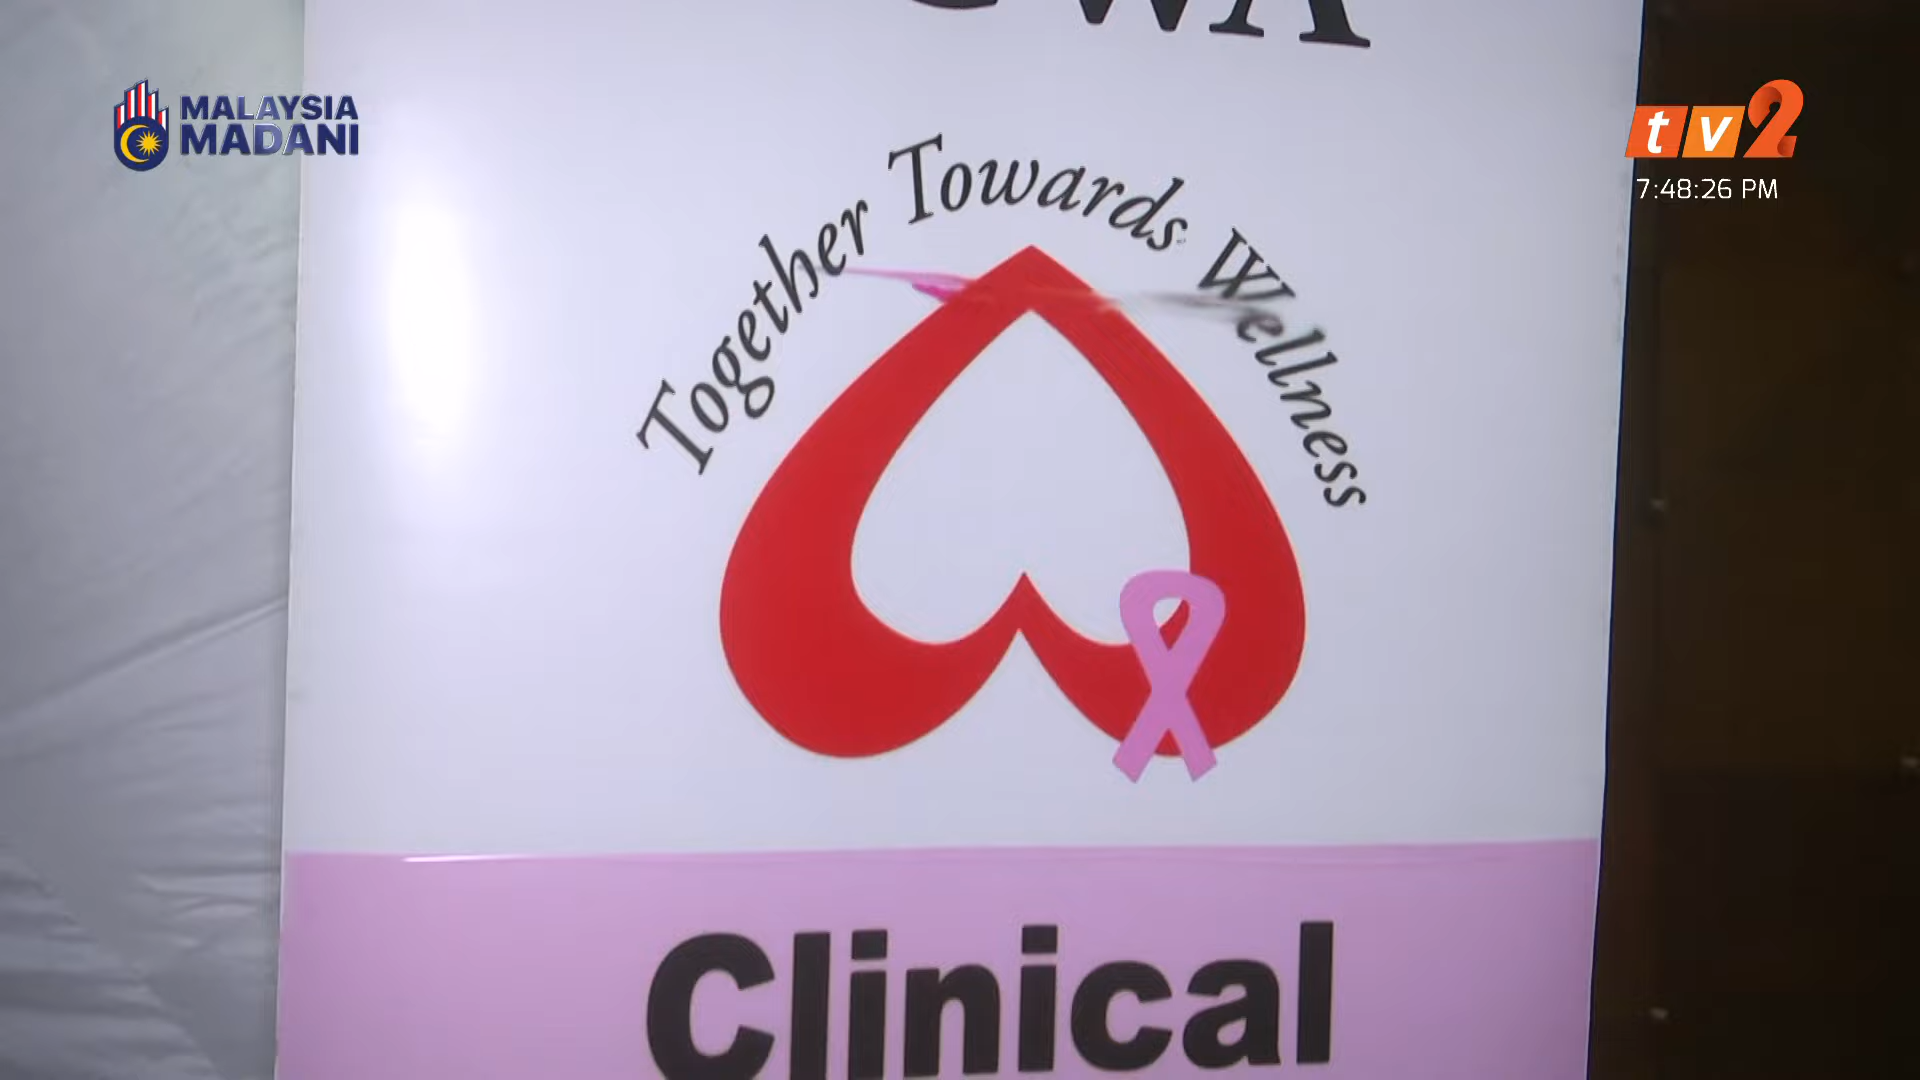 MALAYSIA
MADANI
tv2
7:48:26 PM
Together Towards Wellness
Clinical